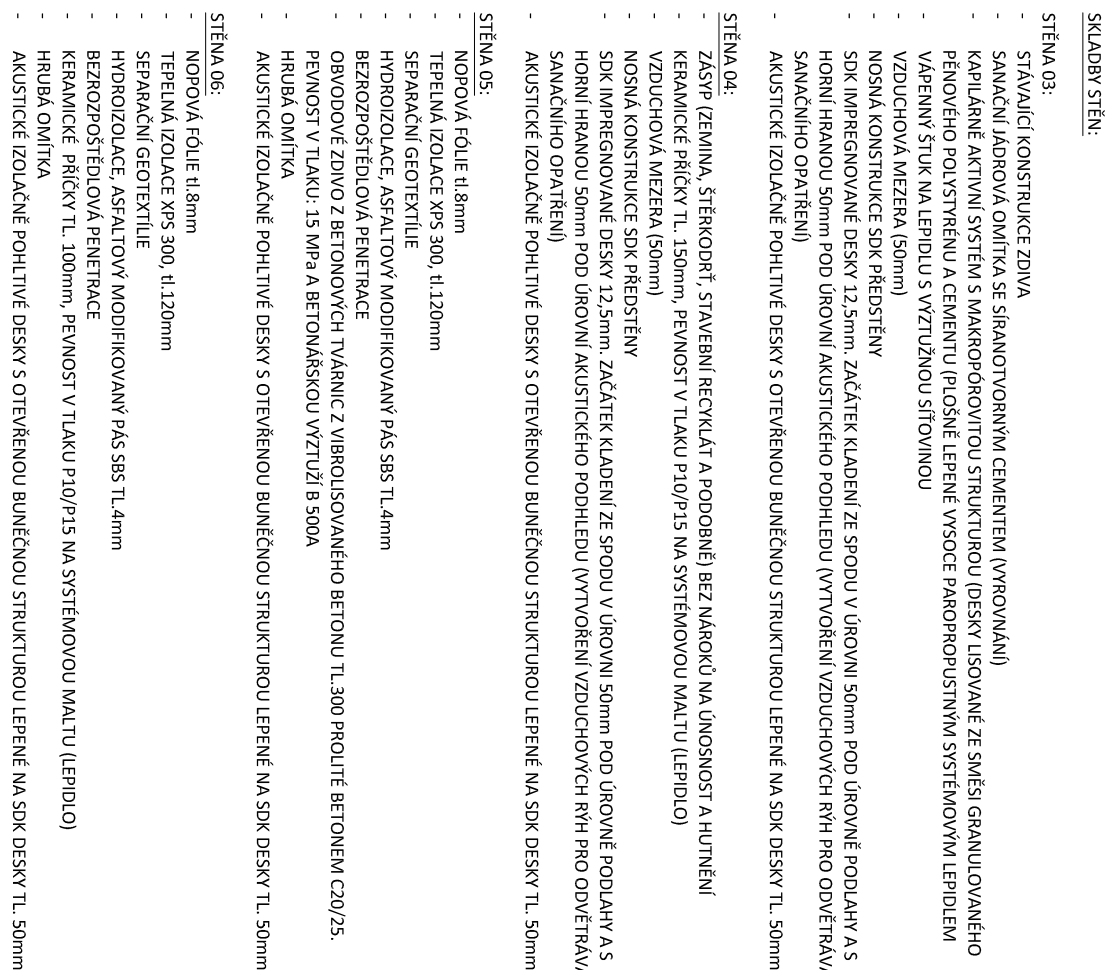 SKLADBY STĚN:
STĚNA 03:
- STÁVAJÍCÍ KONSTRUKCE ZDIVA
- SANAČNÍ JÁDROVÁ OMÍTKA SE SÍRANOTVORNÝM CEMENTEM (VYROVNÁNÍ)
- KAPILÁRNĚ AKTIVNÍ SYSTÉM S MAKROPÓROVITOU STRUKTUROU (DESKY LISOVANÉ ZE SMĚSI GRANULOVANÉHO
PĚNOVÉHO POLYSTYRÉNU A CEMENTU (PLOŠNĚ LEPENÉ VYSOCE PAROPROPUSTNÝM SYSTÉMOVÝM LEPIDLEM
- VÁPENNÝ ŠTUK NA LEPIDLU S VÝZTUŽNOU SÍŤOVINOU
- VZDUCHOVÁ MEZERA (50mm)
- NOSNÁ KONSTRUKCE SDK PŘEDSTĚNY
- SDK IMPREGNOVANÉ DESKY 12,5mm. ZAČÁTEK KLADENÍ ZE SPODU V ÚROVNI 50mm POD ÚROVNĚ PODLAHY A S
HORNÍ HRANOU 50mm POD ÚROVNÍ AKUSTICKÉHO PODHLEDU (VYTVOŘENÍ VZDUCHOVÝCH RÝH PRO
SANAČNÍHO OPATŘENÍ)
- AKUSTICKÉ IZOLAČNĚ POHLTIVÉ DESKY S OTEVŘENOU BUNĚČNOU STRUKTUROU LEPENÉ NA SDK DESKY TL. 50mm
STĚNA 04:
- ZÁSYP (ZEMINA, ŠTĚRKODRŤ, STAVEBNÍ RECYKLÁT A PODOBNĚ) BEZ NÁROKŮ NA ÚNOSNOST A HUTNĚNÍ
- KERAMICKÉ PŘÍČKY TL. 150mm, PEVNOST V TLAKU P10/P15 NA SYSTÉMOVOU MALTU (LEPIDLO)
- VZDUCHOVÁ MEZERA (50mm)
- NOSNÁ KONSTRUKCE SDK PŘEDSTĚNY
- SDK IMPREGNOVANÉ DESKY 12,5mm. ZAČÁTEK KLADENÍ ZE SPODU V ÚROVNI 50mm POD ÚROVNĚ PODLAHY A S
HORNÍ HRANOU 50mm POD ÚROVNÍ AKUSTICKÉHO PODHLEDU (VYTVOŘENÍ VZDUCHOVÝCH RÝH PRO
SANAČNÍHO OPATŘENÍ)
- AKUSTICKÉ IZOLAČNĚ POHLTIVÉ DESKY S OTEVŘENOU BUNĚČNOU STRUKTUROU LEPENÉ NA SDK DESKY TL. 50mm
STĚNA 05:
- NOPOVÁ FÓLIE tl.8mm
- TEPELNÁ IZOLACE XPS 300, tl.120mm
- SEPARAČNÍ GEOTEXTÍLIE
- HYDROIZOLACE, ASFALTOVÝ MODIFIKOVANÝ PÁS SBS TL.4mm
- BEZROZPOŠTĚDLOVÁ PENETRACE
- OBVODOVÉ ZDIVO Z BETONOVÝCH TVÁRNIC Z VIBROLISOVANÉHO BETONU TL.300 PROLITÉ BETONEM C20/25.
PEVNOST V TLAKU: 15 MPa A BETONÁŘSKOU VÝZTUŽÍ B 500A
- HRUBÁ OMÍTKA
- AKUSTICKÉ IZOLAČNĚ POHLTIVÉ DESKY S OTEVŘENOU BUNĚČNOU STRUKTUROU LEPENÉ NA SDK DESKY TL. 50mm
STĚNA 06:
- NOPOVÁ FÓLIE tl.8mm
- TEPELNÁ IZOLACE XPS 300, tl.120mm
- SEPARAČNÍ GEOTEXTÍLIE
- HYDROIZOLACE, ASFALTOVÝ MODIFIKOVANÝ PÁS SBS TL.4mm
- BEZROZPOŠTĚDLOVÁ PENETRACE
- KERAMICKÉ PŘÍČKY TL. 100mm, PEVNOST V TLAKU P10/P15 NA SYSTÉMOVOU MALTU (LEPIDLO)
- HRUBÁ OMÍTKA
- AKUSTICKÉ IZOLAČNĚ POHLTIVÉ DESKY S OTEVŘENOU BUNĚČNOU STRUKTUROU LEPENÉ NA SDK DESKY TL. 50mm